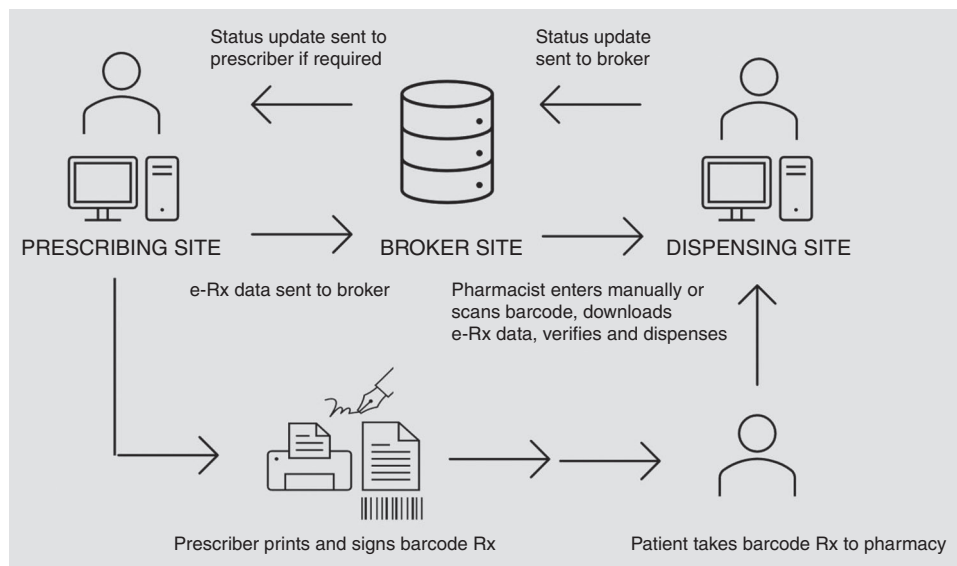 Status update sent to
prescriber if required
Status update
sent to broker
PRESCRIBING SITE
BROKER SITE
DISPENSING SITE
e-Rx data sent to broker
Pharmacist enters manually or
scans barcode, downloads
e-Rx data, verifies and dispenses
Prescriber prints and signs barcode Rx
Patient takes barcode Rx to pharmacy